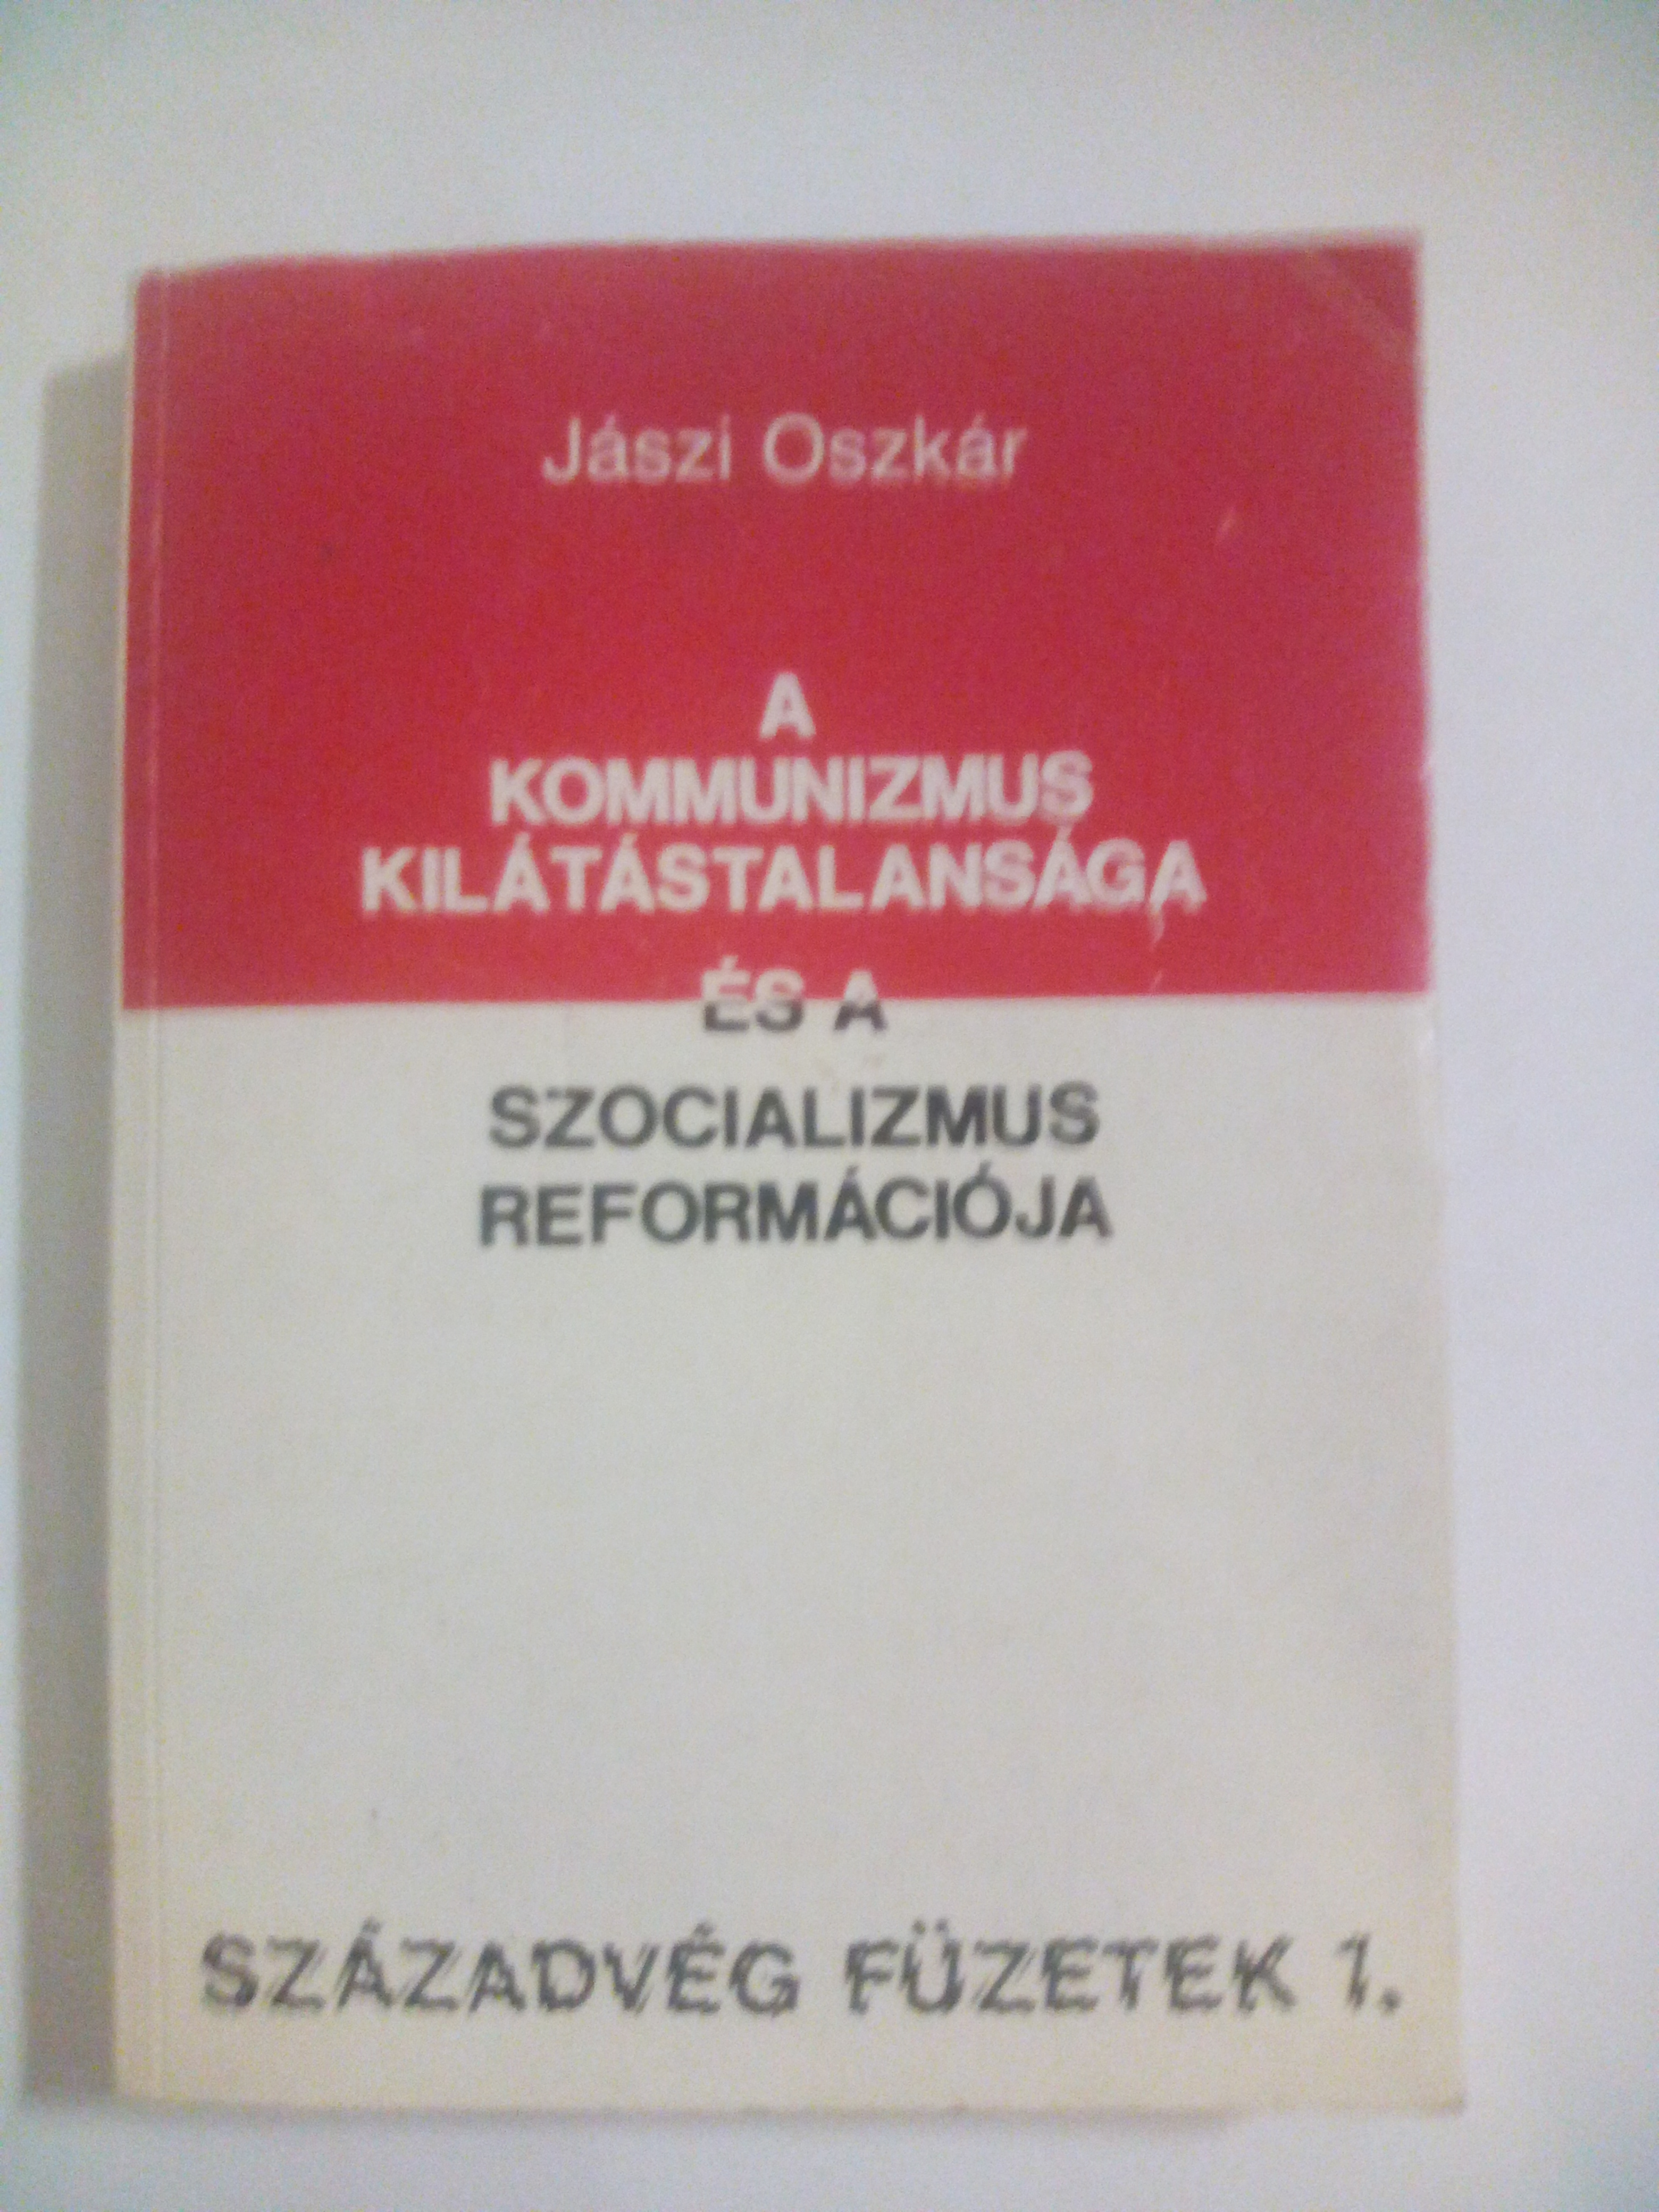 Jászi Oszkár
A
KOMMUNIZMUS
KILÁTÁSTALANSÁGA
ÉS A
SZOCIALIZMUS
REFORMÁCIÓJA
SZÁZADVÉG FÜZETEK 1.